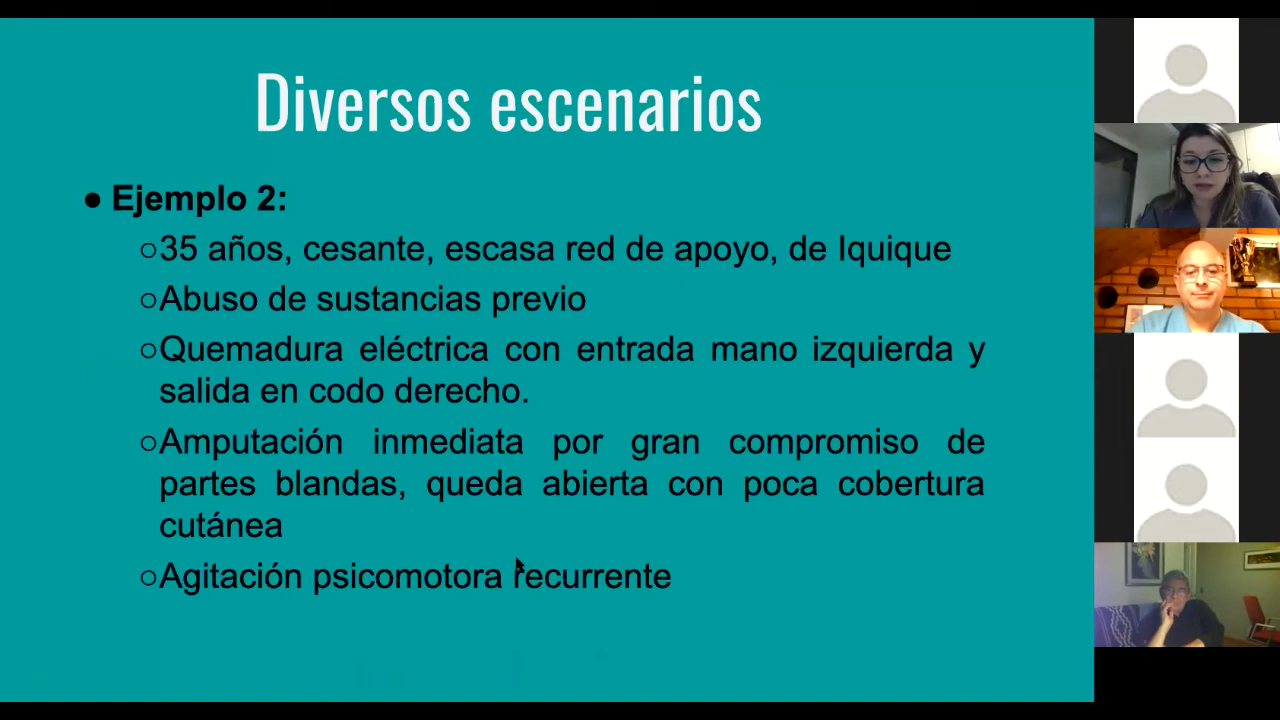 Diversos escenarios
● Ejemplo 2:
○35 años, cesante, escasa red de apoyo, de Iquique
○Abuso de sustancias previo
○Quemadura eléctrica con entrada mano izquierda y
salida en codo derecho.
○Amputación inmediata por gran compromiso de
partes blandas, queda abierta con poca cobertura
cutánea
○Agitación psicomotora recurrente